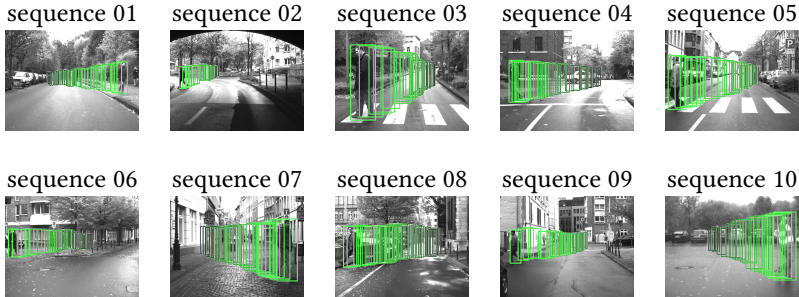 sequence 01
sequence 02
sequence 03
sequence 04
sequence 05
P
sequence 06
sequence 07
sequence 08
sequence 09
sequence 10